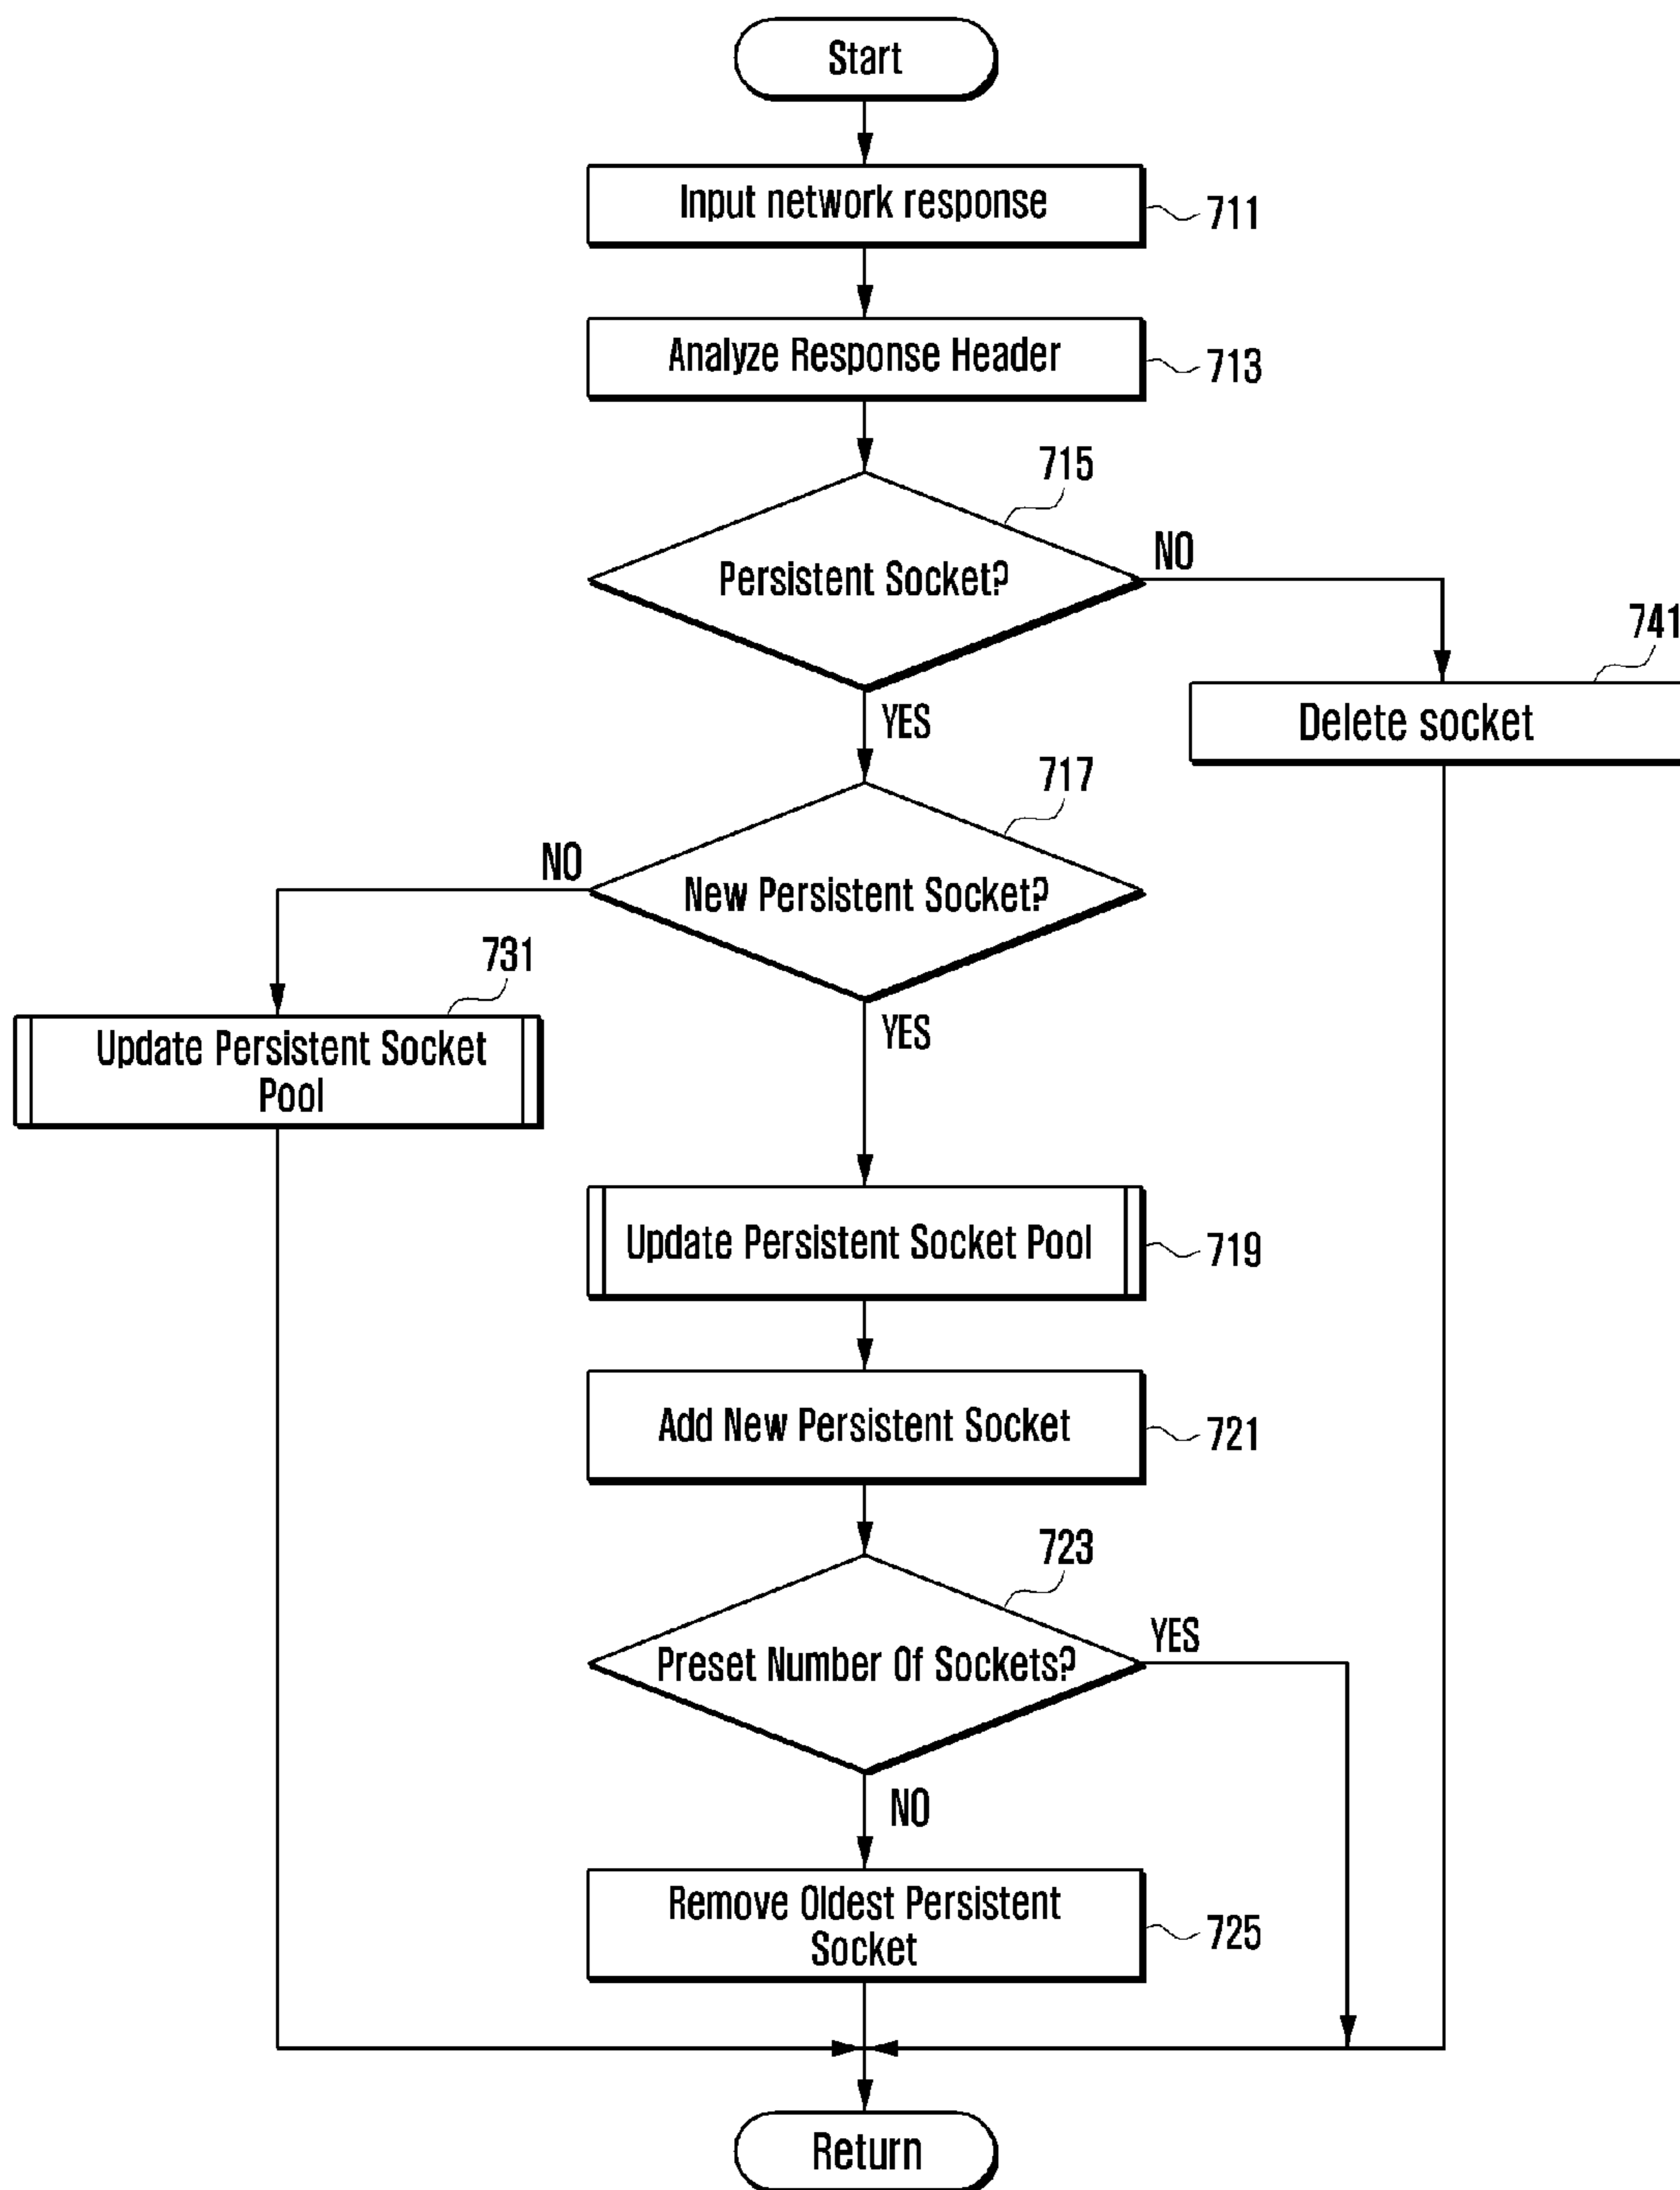 Start
Input network response
711
Analyze Response Header
713
715
Persistent Socket?
NO
741
Delete socket
YES
717
New Persistent Socket?
NO
731
YES
Update Persistent Socket
Pool
Update Persistent Socket Pool
719
Add New Persistent Socket
721
723
Preset Number Of Sockets?
YES
NO
Remove Oldest Persistent
Socket
725
Return